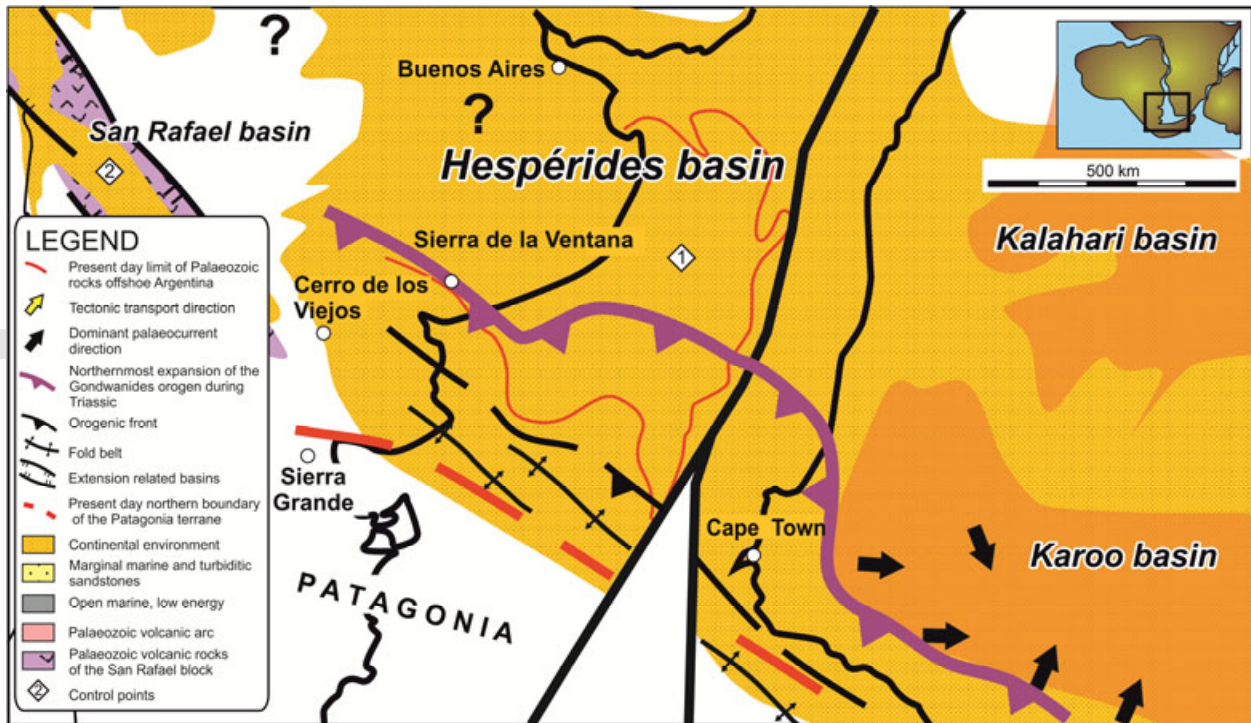 ?
Buenos Aires
?
San Rafael basin
Hespérides basin
500 km
2
Kalahari basin
Sierra de la Ventana
1
Cerro de los
Viejos
Sierra
Grande
Cape Town
Karoo basin
PATAGONIA
LEGEND
Present day limit of Palaeozoic
rocks offshoe Argentina
Tectonic transport direction
Dominant palaeocurrent
direction
Northernmost expansion of the
Gondwanides orogen during
Triassic
Orogenic front
Fold belt
Extension related basins
Present day northern boundary
of the Patagonia terrane
Continental environment
Marginal marine and turbiditic
sandstones
Open marine, low energy
Palaeozoic volcanic arc
Palaeozoic volcanic rocks
of the San Rafael block
2
Control points